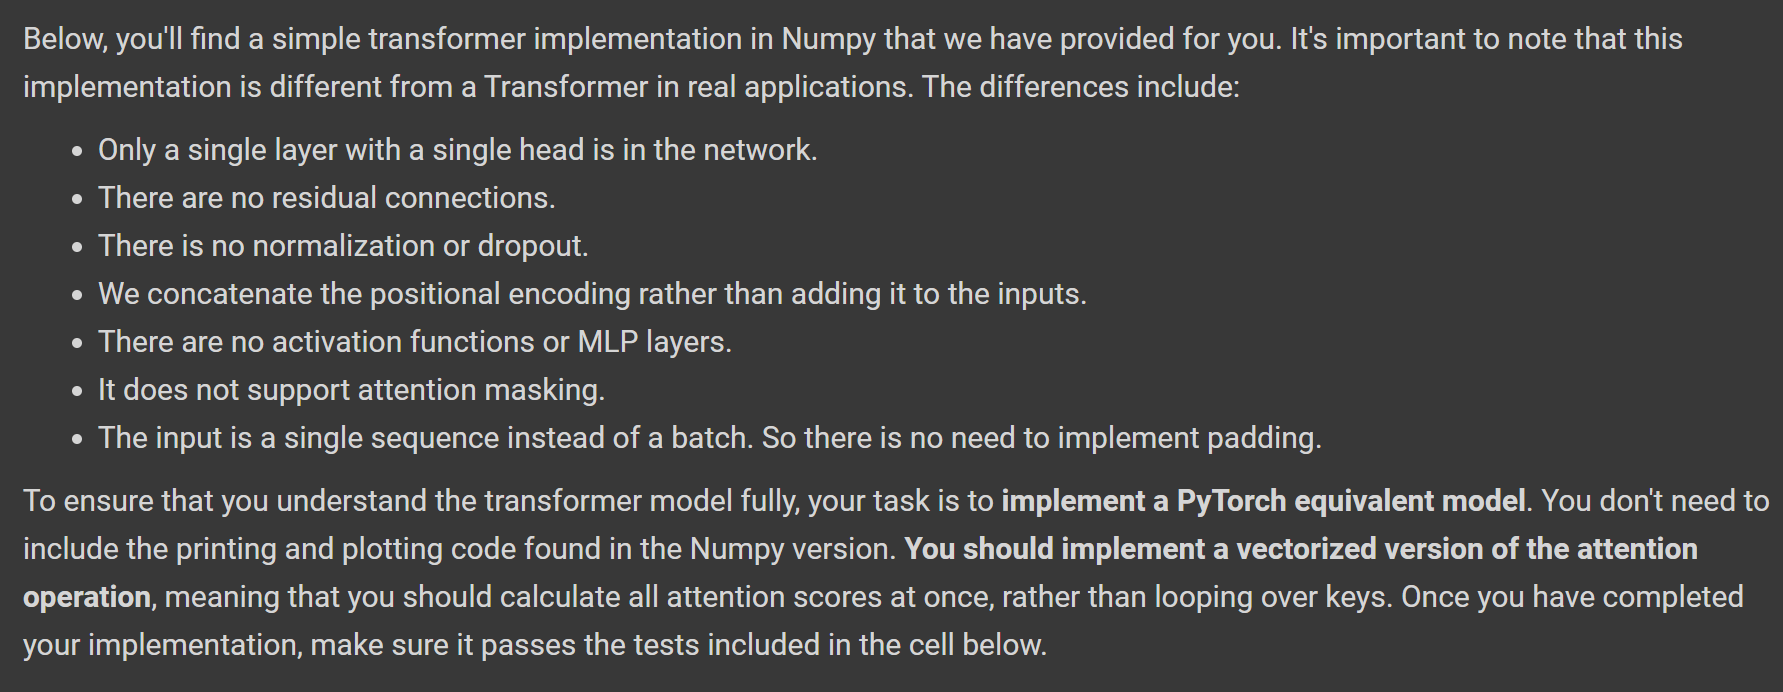 Below, you'll find a simple transformer implementation in Numpy that we have provided for you. It's important to note that this
implementation is different from a Transformer in real applications. The differences include:
• Only a single layer with a single head is in the network.
• There are no residual connections.
• There is no normalization or dropout.
• We concatenate the positional encoding rather than adding it to the inputs.
• There are no activation functions or MLP layers.
• It does not support attention masking.
• The input is a single sequence instead of a batch. So there is no need to implement padding.
To ensure that you understand the transformer model fully, your task is to implement a PyTorch equivalent model. You don't need to
include the printing and plotting code found in the Numpy version. You should implement a vectorized version of the attention
operation, meaning that you should calculate all attention scores at once, rather than looping over keys. Once you have completed
your implementation, make sure it passes the tests included in the cell below.